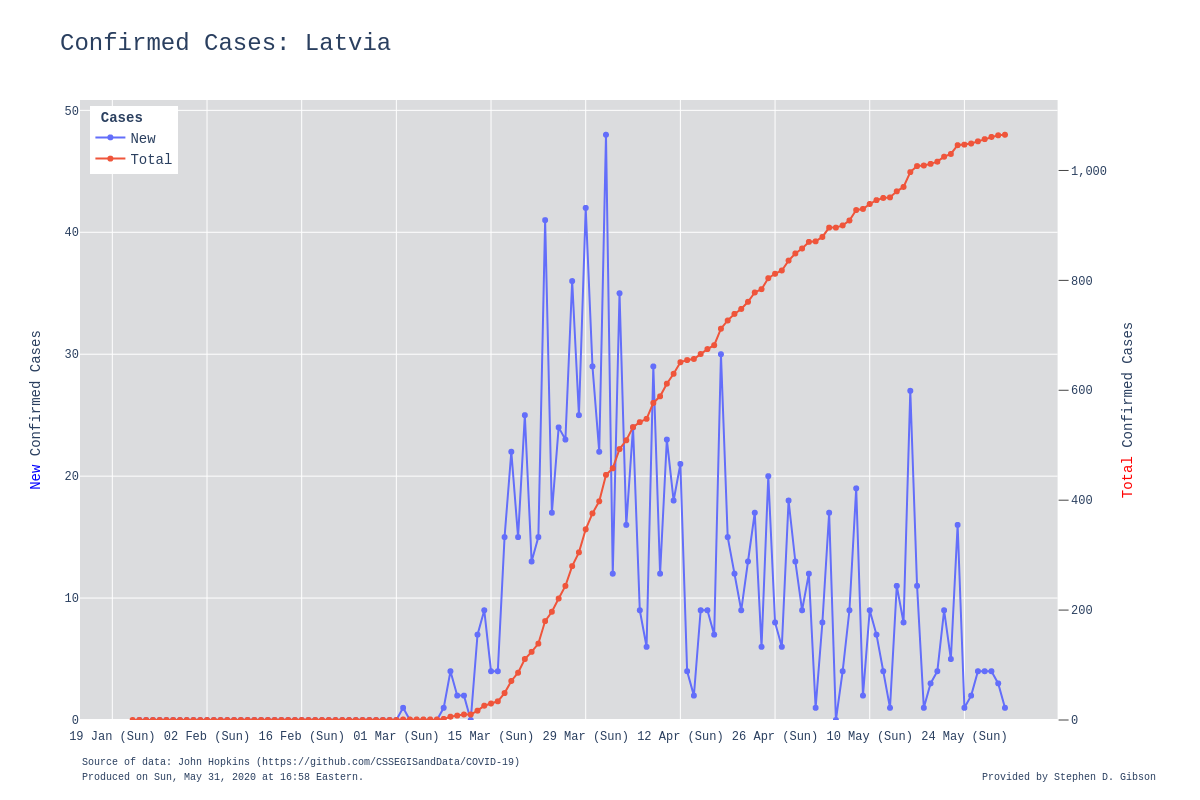 Confirmed Cases: Latvia
Cases
New
Total
50
40
30
20
10
0
New Confirmed Cases
1,000
800
600
400
200
0
Total Confirmed Cases
19 Jan (Sun) 02 Feb (Sun) 16 Feb (Sun) 01 Mar (Sun) 15 Mar (Sun) 29 Mar (Sun) 12 Apr (Sun) 26 Apr (Sun) 10 May (Sun) 24 May (Sun)
Source of data: John Hopkins (https://github.com/CSSEGISandData/COVID-19)
Produced on Sun, May 31, 2020 at 16:58 Eastern.
Provided by Stephen D. Gibson